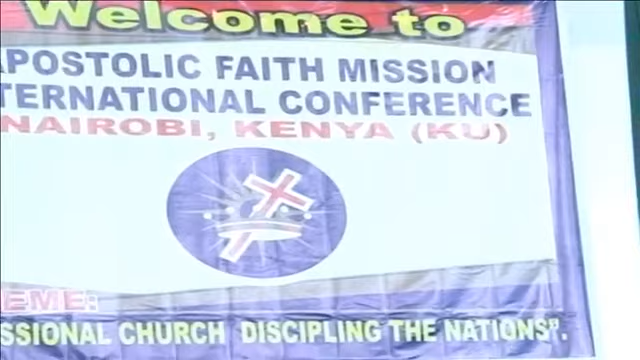 Welcome to
APOSTOLIC FAITH MISSION
TERNATIONAL CONFERENCE
NAIROBI, KENYA (KU)
EME:
SSIONAL CHURCH DISCIPLING THE NATIONS".